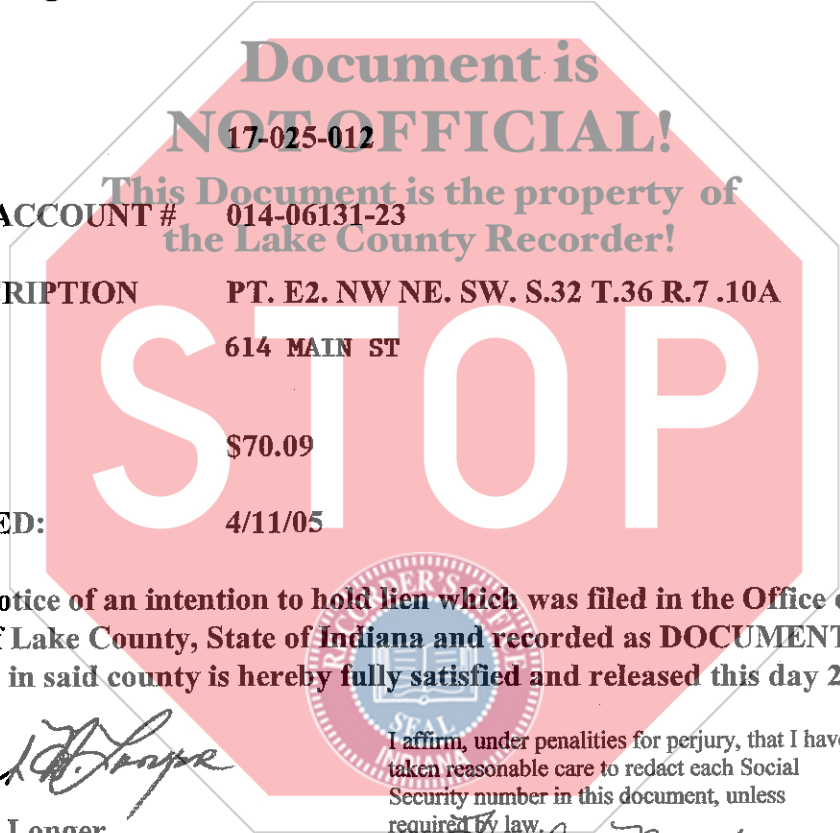 Document is
NOT OFFICIAL!
17-025-012
This Document is the property of
ACCOUNT # 014-06131-23
the Lake County Recorder!
RIPTION PT. E2. NW NE. SW. S.32 T.36 R.7 .10A
614 MAIN ST
STOP
$70.09
ED: 4/11/05
otice of an intention to hold lien which was filed in the Office
f Lake County, State of Indiana and recorded as DOCUMENT
in said county is hereby fully satisfied and released this day 2
RECORDER'S OFFICE
SEAL
INDIANA
I affirm, under penalities for perjury, that I have
taken reasonable care to redact each Social
Security number in this document, unless
required by law.
Longer